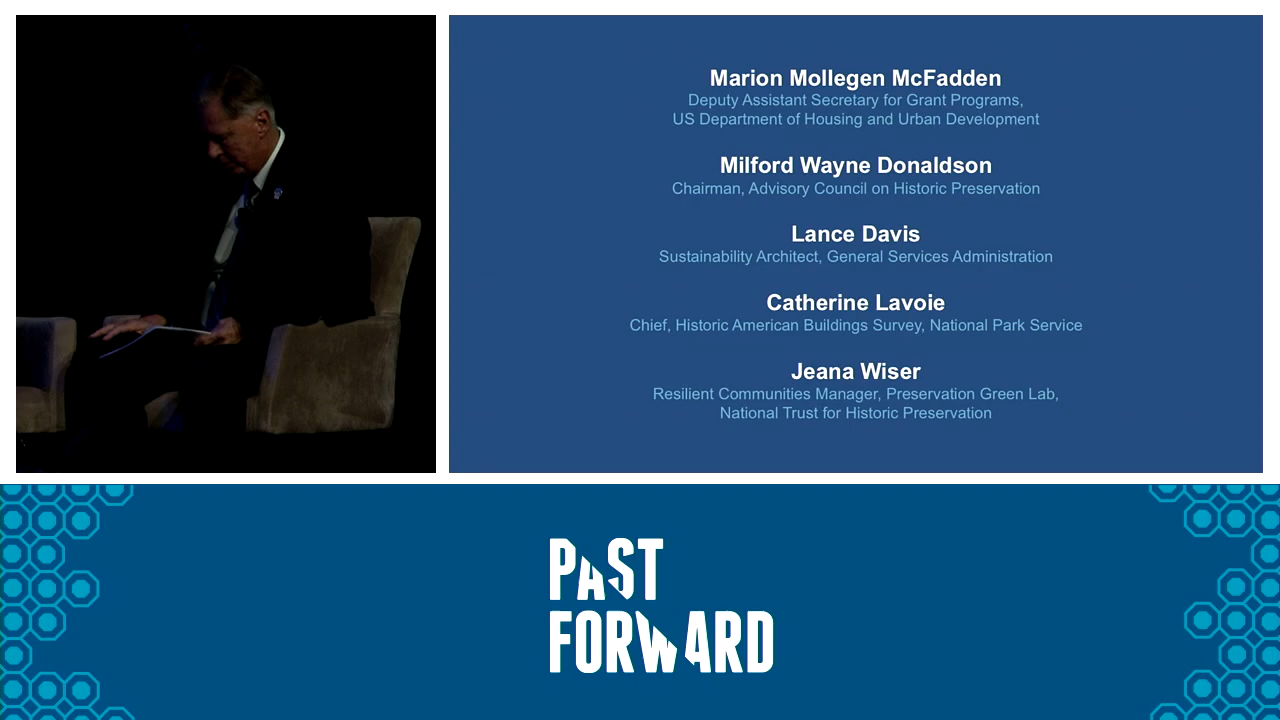 Marion Mollegen McFadden
Deputy Assistant Secretary for Grant Programs,
US Department of Housing and Urban Development
Milford Wayne Donaldson
Chairman, Advisory Council on Historic Preservation
Lance Davis
Sustainability Architect, General Services Administration
Catherine Lavoie
Chief, Historic American Buildings Survey, National Park Service
Jeana Wiser
Resilient Communities Manager, Preservation Green Lab,
National Trust for Historic Preservation
PAST
FORWARD